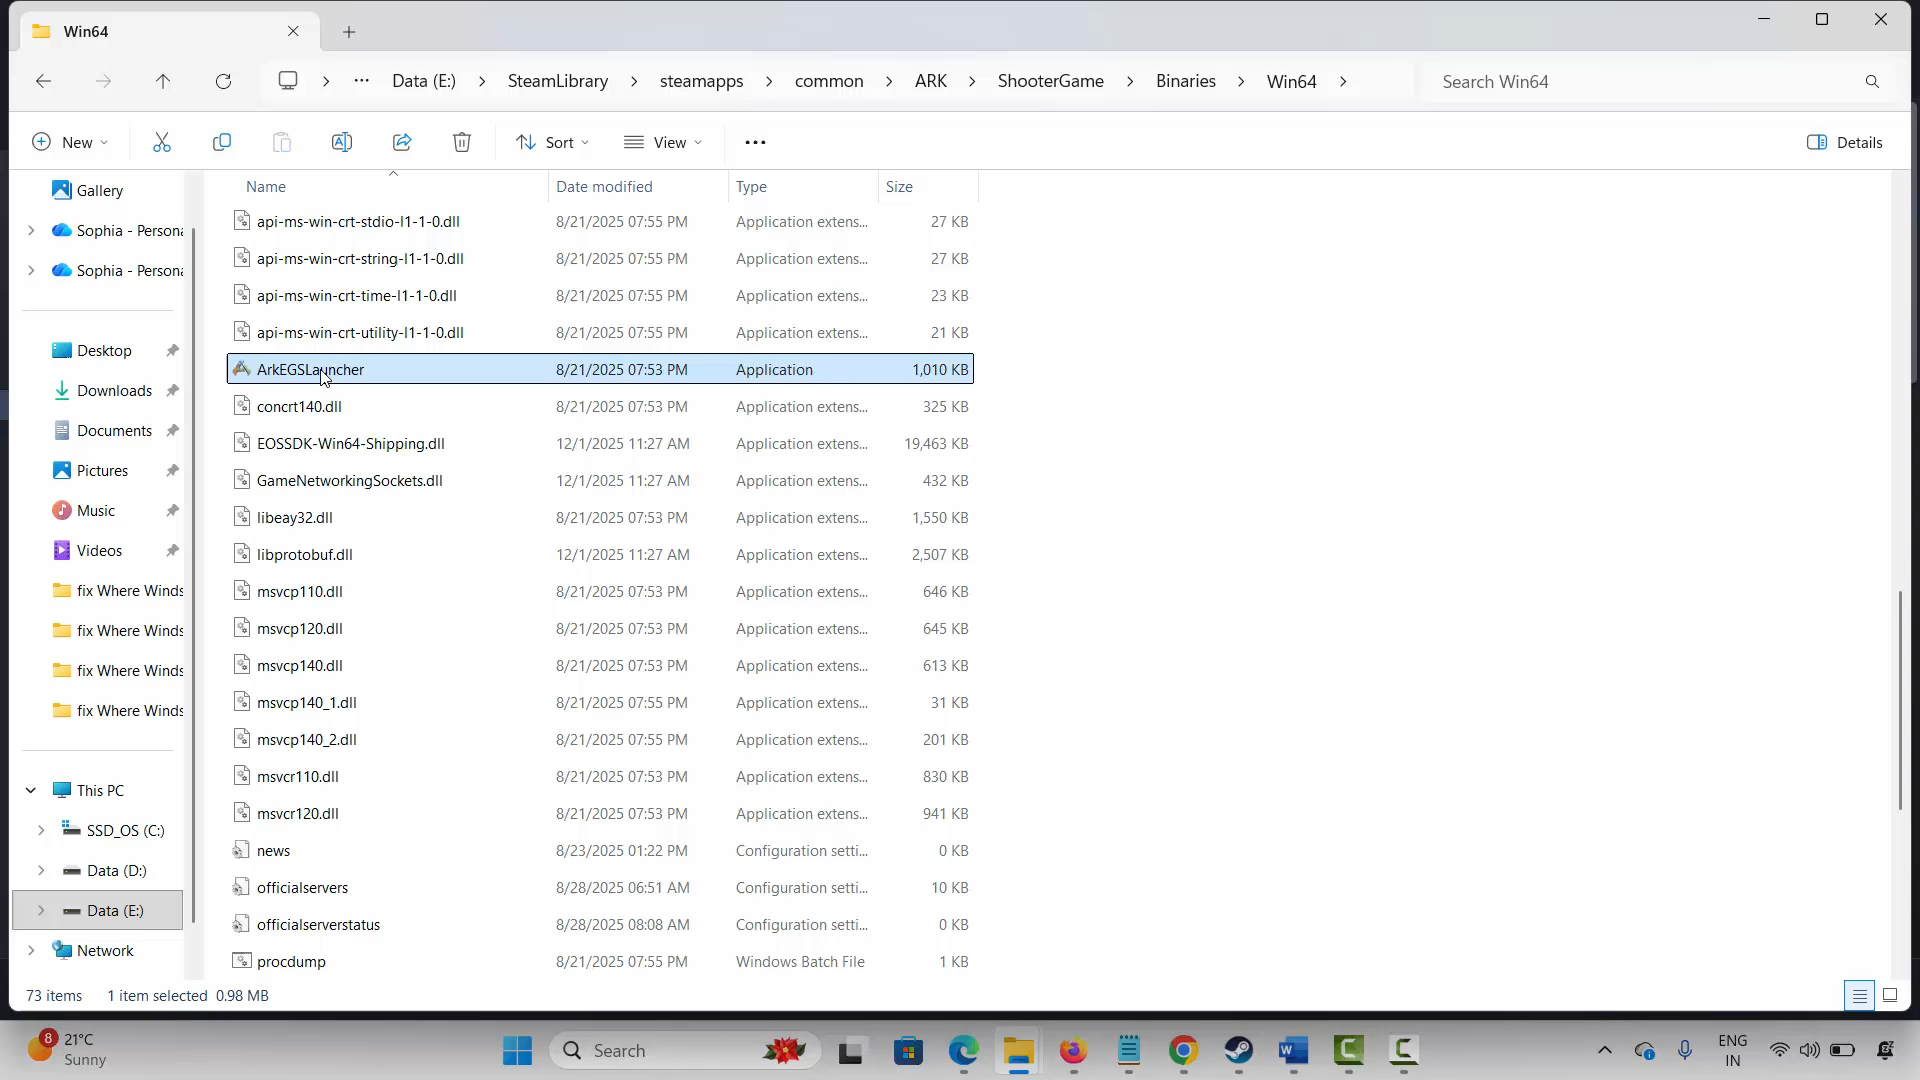 Win64
Data (E:) SteamLibrary steamapps common ARK ShooterGame Binaries Win64 Search Win64
New Sort View Details
Name Date modified Type Size
Gallery
Sophia - Persona
Sophia - Persona
Desktop
Downloads
Documents
Pictures
Music
Videos
fix Where Winds
fix Where Winds
fix Where Winds
fix Where Winds
This PC
SSD_OS (C:)
Data (D:)
Data (E:)
Network
api-ms-win-crt-stdio-l1-1-0.dll 8/21/2025 07:55 PM Application extens... 27 KB
api-ms-win-crt-string-l1-1-0.dll 8/21/2025 07:55 PM Application extens... 27 KB
api-ms-win-crt-time-l1-1-0.dll 8/21/2025 07:55 PM Application extens... 23 KB
api-ms-win-crt-utility-l1-1-0.dll 8/21/2025 07:55 PM Application extens... 21 KB
ArkEGSLauncher 8/21/2025 07:53 PM Application 1,010 KB
concrt140.dll 8/21/2025 07:53 PM Application extens... 325 KB
EOSSDK-Win64-Shipping.dll 12/1/2025 11:27 AM Application extens... 19,463 KB
GameNetworkingSockets.dll 12/1/2025 11:27 AM Application extens... 432 KB
libeay32.dll 8/21/2025 07:53 PM Application extens... 1,550 KB
libprotobuf.dll 12/1/2025 11:27 AM Application extens... 2,507 KB
msvcp110.dll 8/21/2025 07:53 PM Application extens... 646 KB
msvcp120.dll 8/21/2025 07:53 PM Application extens... 645 KB
msvcp140.dll 8/21/2025 07:53 PM Application extens... 613 KB
msvcp140_1.dll 8/21/2025 07:55 PM Application extens... 31 KB
msvcp140_2.dll 8/21/2025 07:55 PM Application extens... 201 KB
msvcr110.dll 8/21/2025 07:53 PM Application extens... 830 KB
msvcr120.dll 8/21/2025 07:53 PM Application extens... 941 KB
news 8/23/2025 01:22 PM Configuration setti... 0 KB
officialservers 8/28/2025 06:51 AM Configuration setti... 10 KB
officialserverstatus 8/28/2025 08:08 AM Configuration setti... 0 KB
procdump 8/21/2025 07:55 PM Windows Batch File 1 KB
73 items 1 item selected 0.98 MB
8
21°C
Sunny
Search
ENG
IN